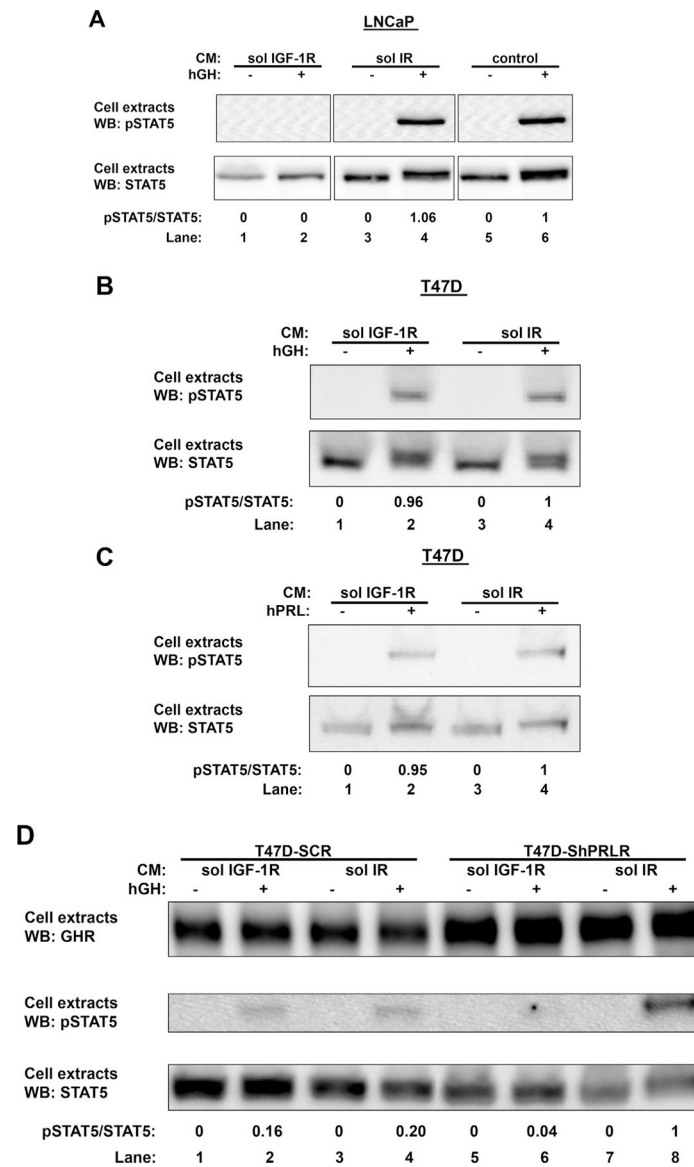 A
LNCaP
CM: sol IGF-1R sol IR control
hGH: - + - + - +
Cell extracts
WB: pSTAT5
Cell extracts
WB: STAT5
pSTAT5/STAT5: 0 0 0 1.06 0 1
Lane: 1 2 3 4 5 6
B
T47D
CM: sol IGF-1R sol IR
hGH: - + - +
Cell extracts
WB: pSTAT5
Cell extracts
WB: STAT5
pSTAT5/STAT5: 0 0.96 0 1
Lane: 1 2 3 4
C
T47D
CM: sol IGF-1R sol IR
hPRL: - + - +
Cell extracts
WB: pSTAT5
Cell extracts
WB: STAT5
pSTAT5/STAT5: 0 0.95 0 1
Lane: 1 2 3 4
D
T47D-SCR T47D-ShPRLR
CM: sol IGF-1R sol IR sol IGF-1R sol IR
hGH: - + - + - + - +
Cell extracts
WB: GHR
Cell extracts
WB: pSTAT5
Cell extracts
WB: STAT5
pSTAT5/STAT5: 0 0.16 0 0.20 0 0.04 0 1
Lane: 1 2 3 4 5 6 7 8